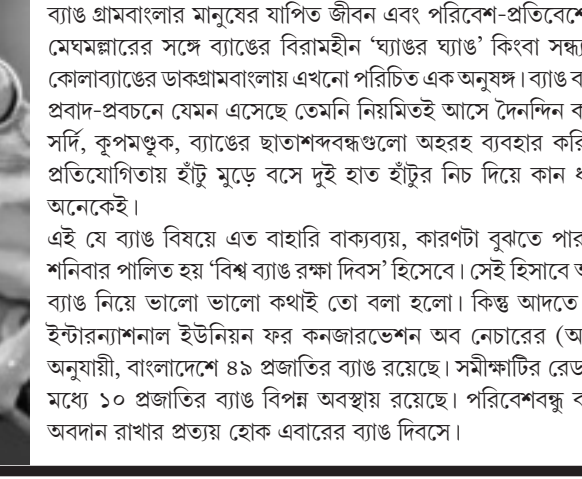 ব্যাঙ গ্রামবাংলার মানুষের যাপিত জীবন এবং পরিবেশ-প্রতিবেশে
মেঘমল্লারের সঙ্গে ব্যাঙের বিরামহীন ‘ঘ্যাঙর ঘ্যাঙ’ কিংবা সন্ধ্য
কোলাব্যাঙের ডাকগ্রামবাংলায় এখনো পরিচিত এক অনুষঙ্গ। ব্যাঙ ব
প্রবাদ-প্রবচনে যেমন এসেছে তেমনি নিয়মিতই আসে দৈনন্দিন ক
সর্দি, কূপমণ্ডূক, ব্যাঙের ছাতাশব্দবন্ধগুলো অহরহ ব্যবহার করি
প্রতিযোগিতায় হাঁটু মুড়ে বসে দুই হাত হাঁটুর নিচ দিয়ে কান ধ
অনেকেই।
এই যে ব্যাঙ বিষয়ে এত বাহারি বাক্যব্যয়, কারণটা বুঝতে পার
শনিবার পালিত হয় ‘বিশ্ব ব্যাঙ রক্ষা দিবস’ হিসেবে। সেই হিসাবে
ব্যাঙ নিয়ে ভালো ভালো কথাই তো বলা হলো। কিন্তু আদতে
ইন্টারন্যাশনাল ইউনিয়ন ফর কনজারভেশন অব নেচারের (আ
অনুযায়ী, বাংলাদেশে ৪৯ প্রজাতির ব্যাঙ রয়েছে। সমীক্ষাটির রেড
মধ্যে ১০ প্রজাতির ব্যাঙ বিপন্ন অবস্থায় রয়েছে। পরিবেশবন্ধু ব
অবদান রাখার প্রত্যয় হোক এবারের ব্যাঙ দিবসে।